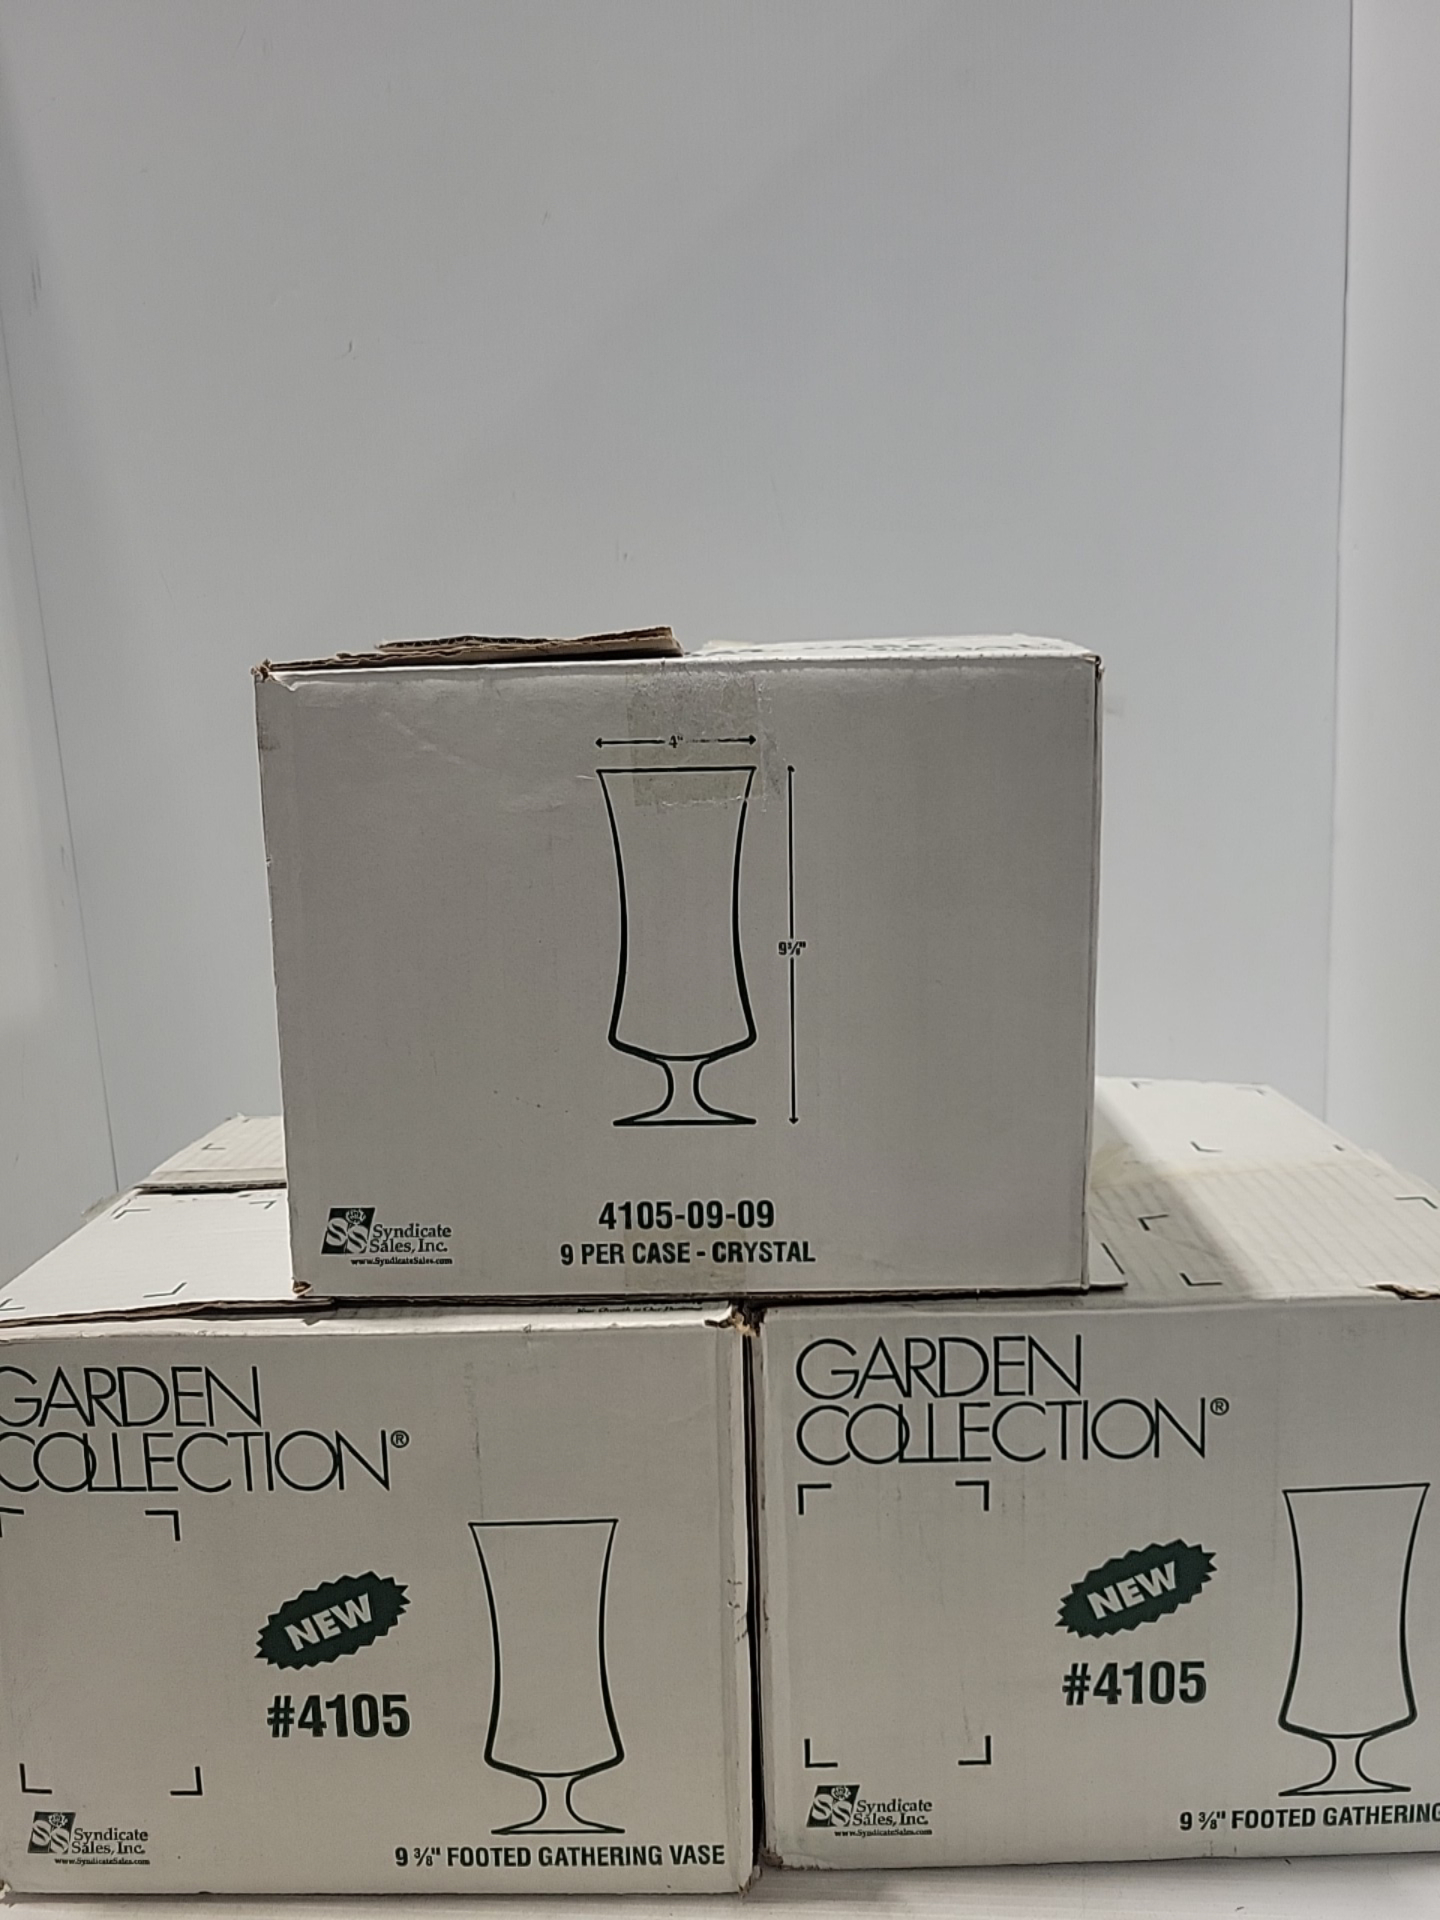 4"
9⅜"
4105-09-09
9 PER CASE - CRYSTAL
Syndicate
Sales, Inc.
www.SyndicateSales.com
GARDEN
COLLECTION®
NEW
#4105
Syndicate
Sales, Inc.
www.SyndicateSales.com
9 ⅜" FOOTED GATHERING VASE
GARDEN
COLLECTION®
NEW
#4105
Syndicate
Sales, Inc.
www.SyndicateSales.com
9 ⅜" FOOTED GATHERING